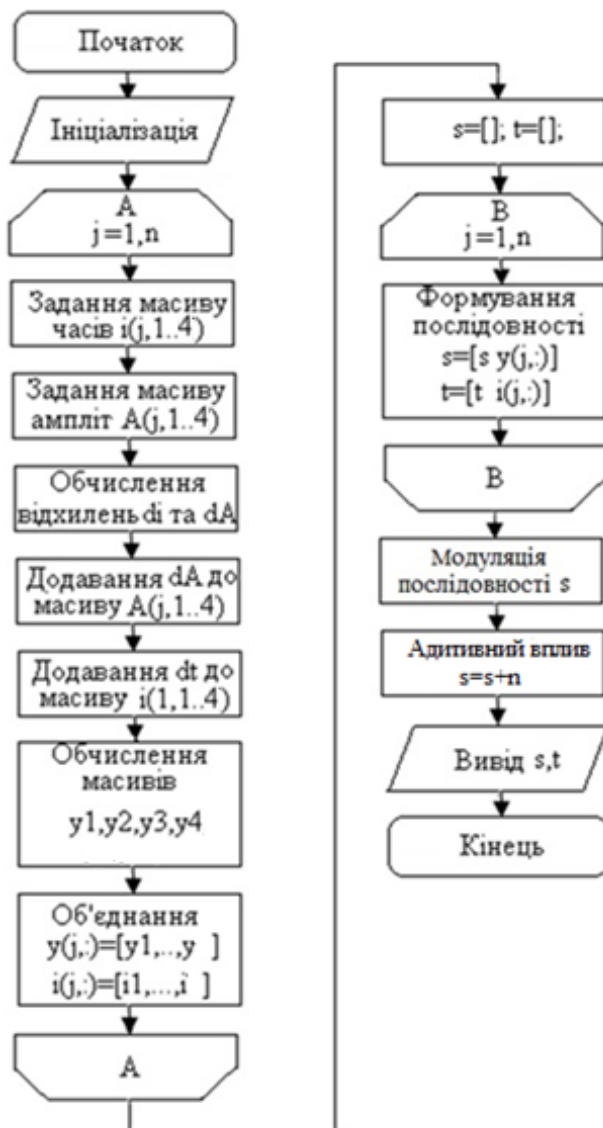 Початок
Ініціалізація
A
j=1,n
Задання масиву
часів i(j,1..4)
Задання масиву
ампліт A(j,1..4)
Обчислення
відхилень di та dA
Додавання dA до
масиву A(j,1..4)
Додавання dt до
масиву i(1,1..4)
Обчислення
масивів
y1,y2,y3,y4
Об'єднання
y(j,:)=[y1,..,y ]
i(j,:)=[i1,...,i ]
A
s=[]; t=[];
B
j=1,n
Формування
послідовності
s=[s y(j,:)]
t=[t i(j,:)]
B
Модуляція
послідовності s
Адитивний вплив
s=s+n
Вивід s,t
Кінець